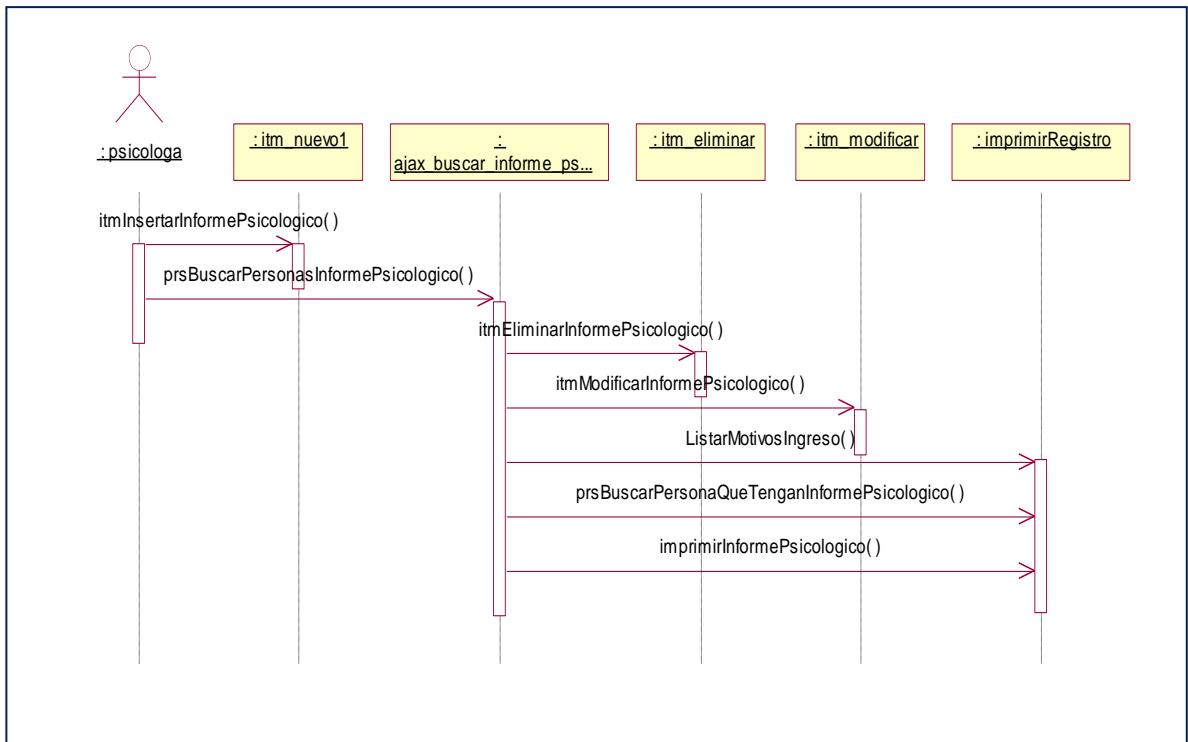 : psicologa
: itm_nuevo1
:
ajax_buscar_informe_ps...
: itm_eliminar
: itm_modificar
: imprimirRegistro
itmInsertarInformePsicologico( )
prsBuscarPersonasInformePsicologico( )
itmEliminarInformePsicologico( )
itmModificarInformePsicologico( )
ListarMotivosIngreso( )
prsBuscarPersonaQueTenganInformePsicologico( )
imprimirInformePsicologico( )